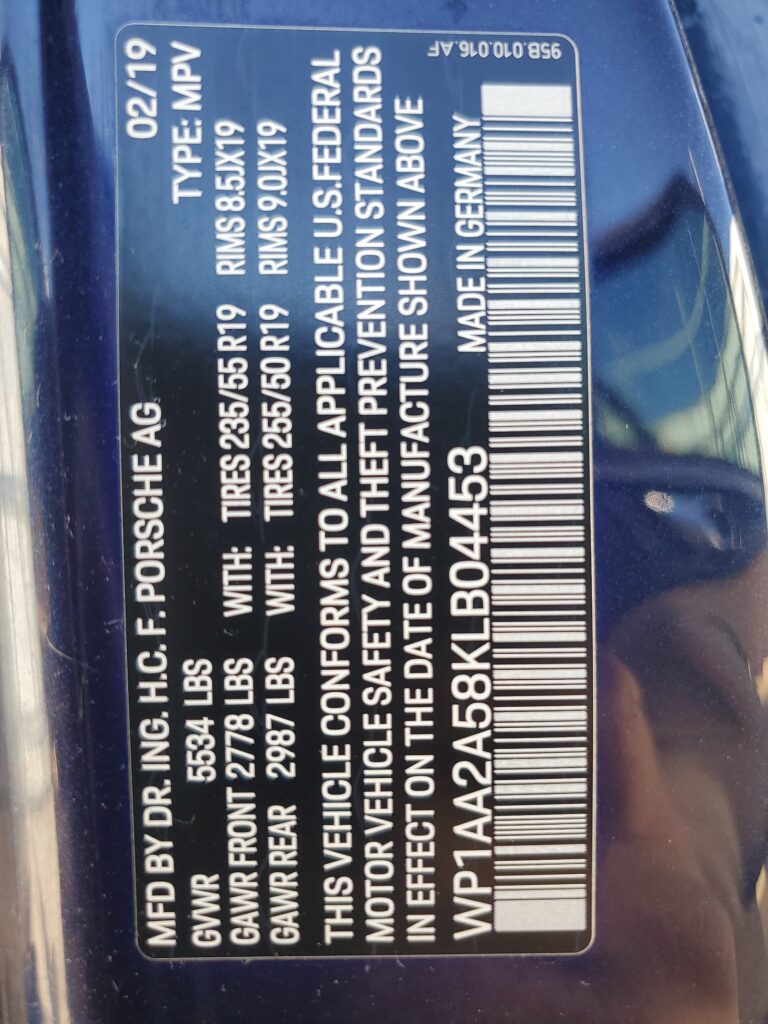 95B.010.016.AF
MFD BY DR. ING. H.C. F. PORSCHE AG 02/19
GVWR 5534 LBS TYPE: MPV
GAWR FRONT 2778 LBS WITH: TIRES 235/55 R19 RIMS 8.5JX19
GAWR REAR 2987 LBS WITH: TIRES 255/50 R19 RIMS 9.0JX19
THIS VEHICLE CONFORMS TO ALL APPLICABLE U.S.FEDERAL
MOTOR VEHICLE SAFETY AND THEFT PREVENTION STANDARDS
IN EFFECT ON THE DATE OF MANUFACTURE SHOWN ABOVE
WP1AA2A58KLB04453 MADE IN GERMANY